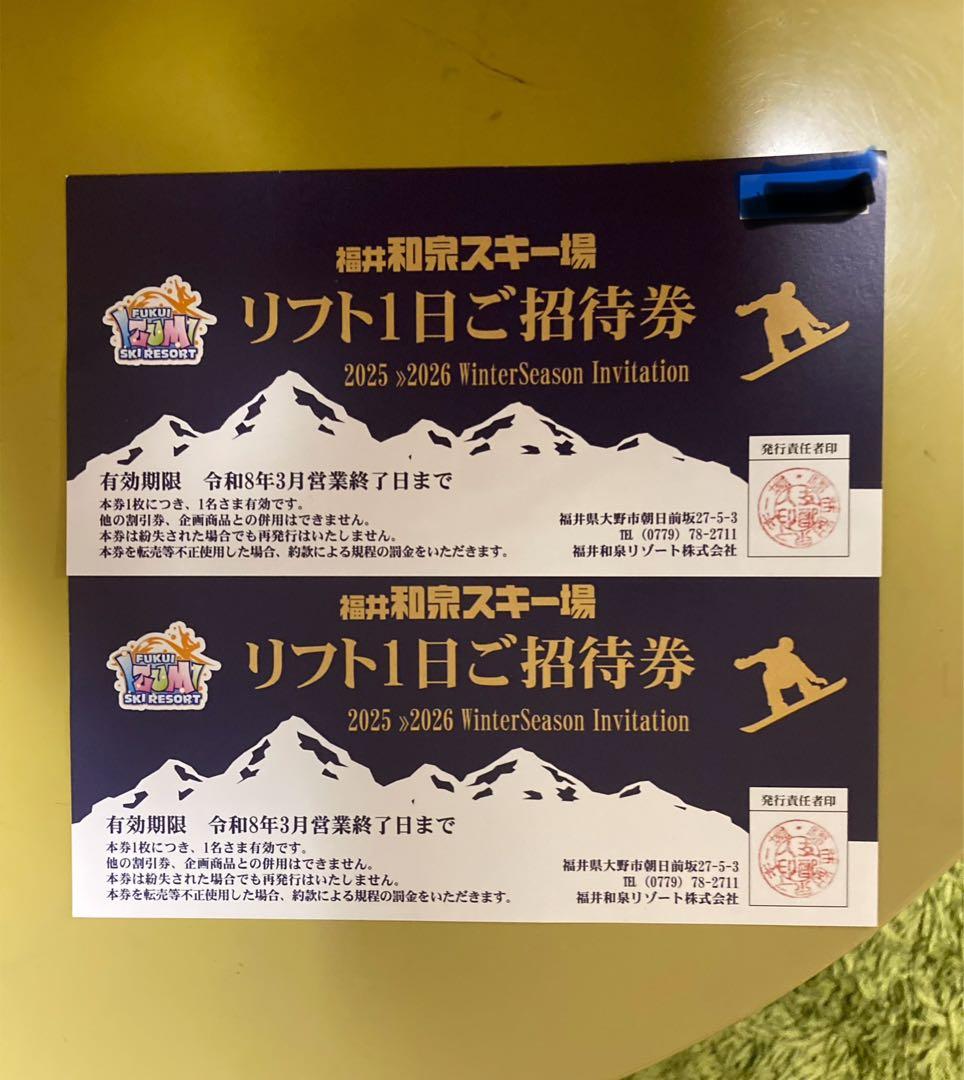 福井和泉スキー場
FUKUI
IZUMI
SKI RESORT
リフト1日ご招待券
2025 »2026 WinterSeason Invitation
発行責任者印
有効期限 令和8年3月営業終了日まで
本券1枚につき、1名さま有効です。
他の割引券、企画商品との併用はできません。
本券は紛失された場合でも再発行はいたしません。
本券を転売等不正使用した場合、約款による規程の罰金をいただきます。
福井県大野市朝日前坂27-5-3
TEL (0779) 78-2711
福井和泉リゾート株式会社
福井和泉スキー場
FUKUI
IZUMI
SKI RESORT
リフト1日ご招待券
2025 »2026 WinterSeason Invitation
発行責任者印
有効期限 令和8年3月営業終了日まで
本券1枚につき、1名さま有効です。
他の割引券、企画商品との併用はできません。
本券は紛失された場合でも再発行はいたしません。
本券を転売等不正使用した場合、約款による規程の罰金をいただきます。
福井県大野市朝日前坂27-5-3
TEL (0779) 78-2711
福井和泉リゾート株式会社